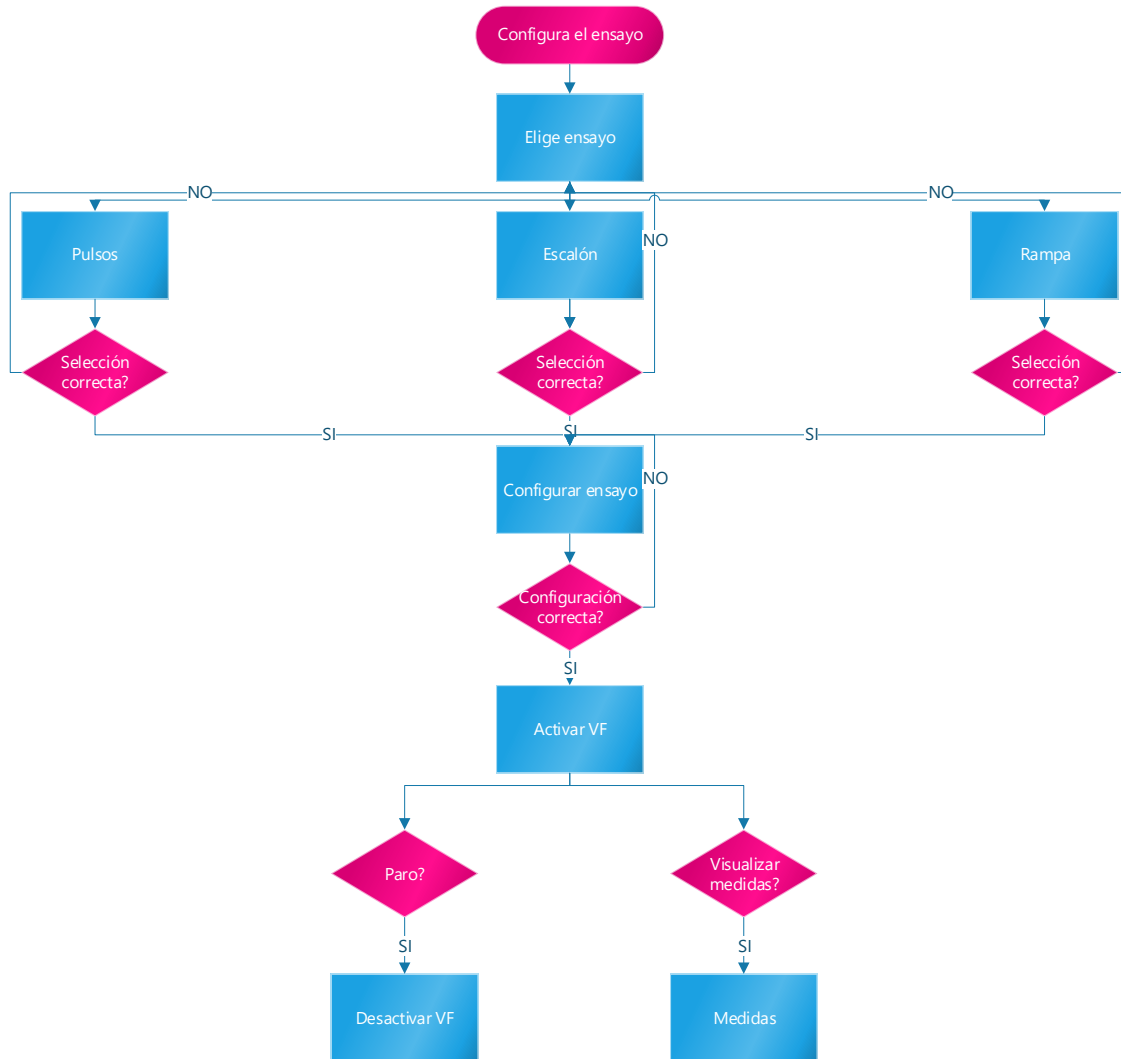 Configura el ensayo
Elige ensayo
NO
NO
Pulsos
Escalón
NO
Rampa
Selección
correcta?
Selección
correcta?
Selección
correcta?
SI
SI
SI
Configurar ensayo
NO
Configuración
correcta?
SI
Activar VF
Paro?
Visualizar
medidas?
SI
SI
Desactivar VF
Medidas